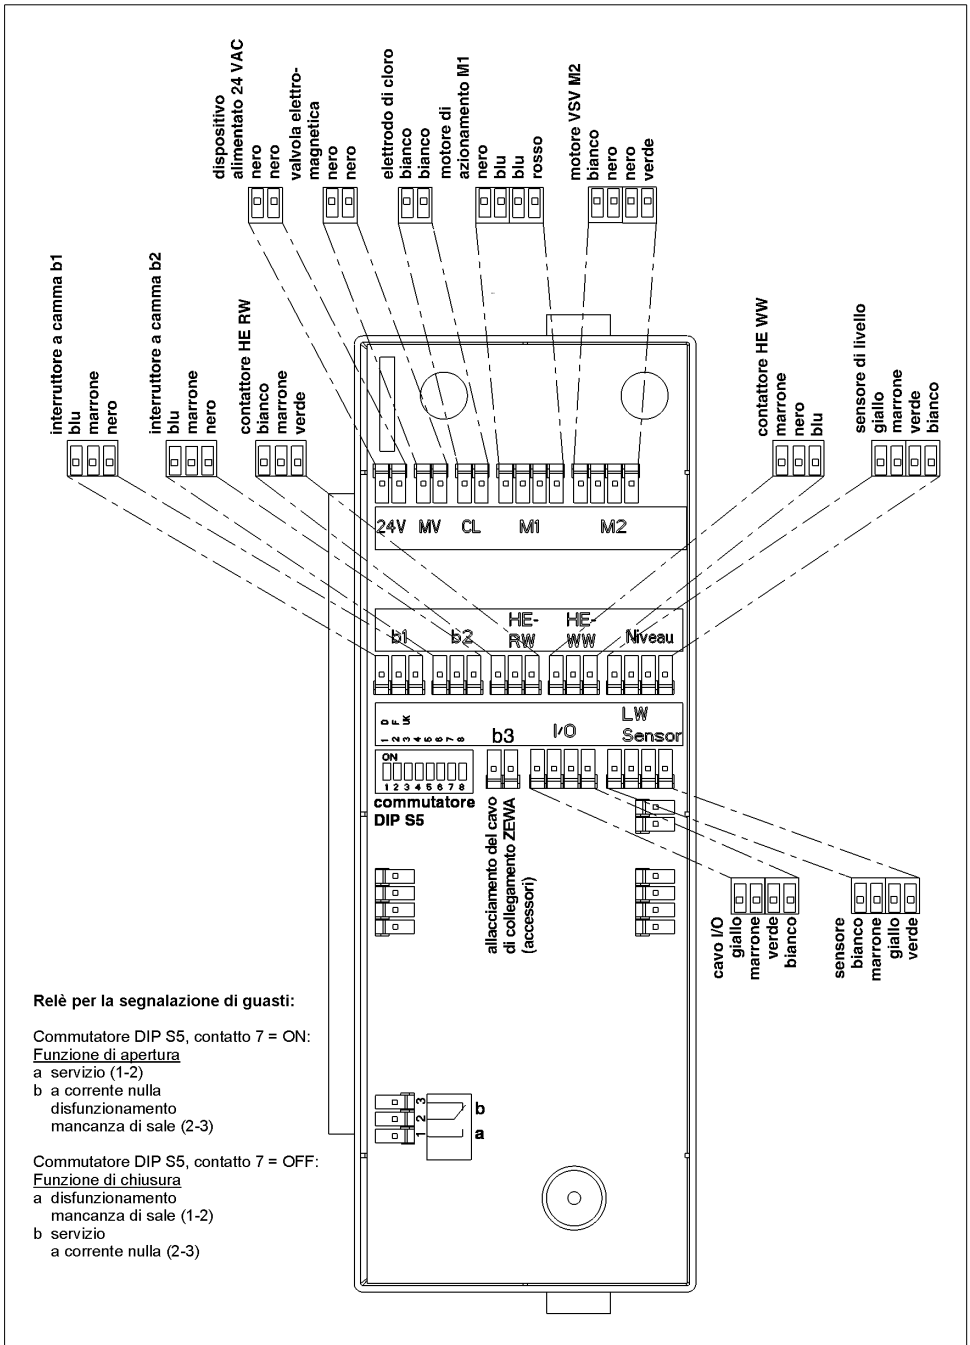 dispositivo
alimentato 24 VAC
nero
nero
valvola elettro-
magnetica
nero
nero
elettrodo di cloro
bianco
bianco
motore di
azionamento M1
nero
blu
blu
rosso
motore VSV M2
bianco
nero
nero
verde
interruttore a camma b1
blu
marrone
nero
interruttore a camma b2
blu
marrone
nero
contattore HE RW
bianco
marrone
verde
contattore HE WW
marrone
nero
blu
sensore di livello
giallo
marrone
verde
bianco
24V MV CL M1 M2
b1 b2 HE-RW HE-WW Niveau
D
F
UK
1 2 3 4 5 6 7 8
b3
I/O
LW
Sensor
ON
1 2 3 4 5 6 7 8
commutatore
DIP S5
allacciamento del cavo
di collegamento ZEWA
(accessori)
cavo I/O
giallo
marrone
verde
bianco
sensore
bianco
marrone
giallo
verde
Relè per la segnalazione di guasti:
Commutatore DIP S5, contatto 7 = ON:
Funzione di apertura
a servizio (1-2)
b a corrente nulla
disfunzionamento
mancanza di sale (2-3)
Commutatore DIP S5, contatto 7 = OFF:
Funzione di chiusura
a disfunzionamento
mancanza di sale (1-2)
b servizio
a corrente nulla (2-3)
3
2
1
b
a